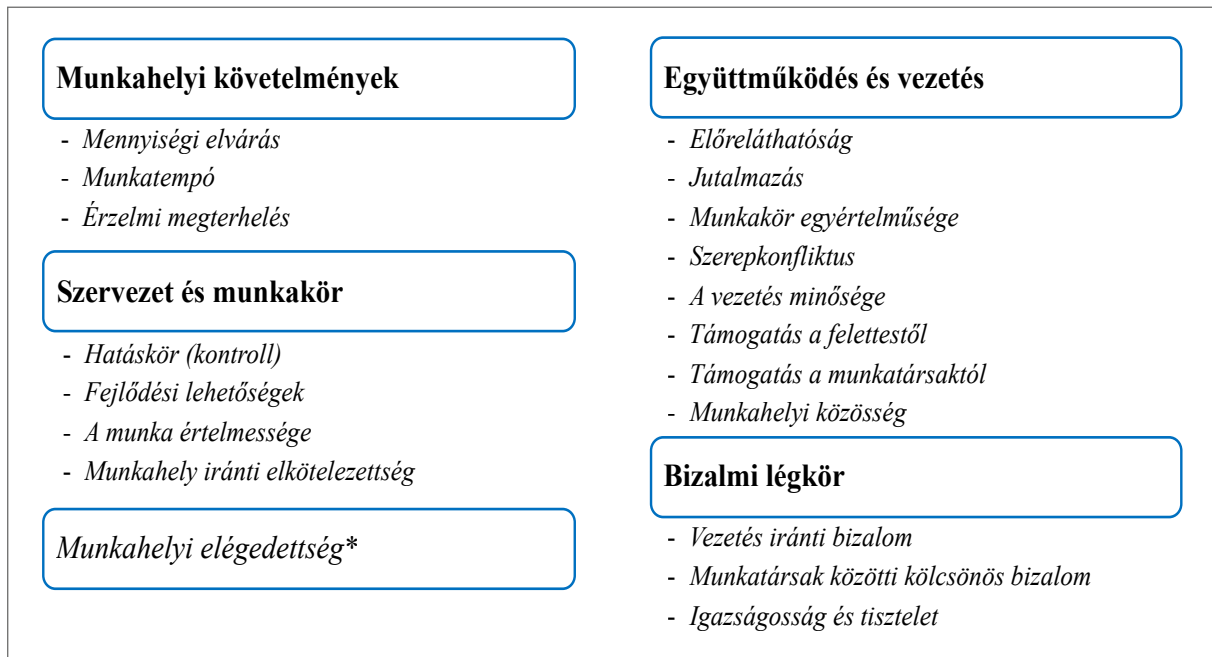 Munkahelyi követelmények
- Mennyiségi elvárás
- Munkatempó
- Érzelmi megterhelés
Szervezet és munkakör
- Hatáskör (kontroll)
- Fejlődési lehetőségek
- A munka értelmessége
- Munkahely iránti elkötelezettség
Munkahelyi elégedettség*
Együttműködés és vezetés
- Előreláthatóság
- Jutalmazás
- Munkakör egyértelműsége
- Szerepkonfliktus
- A vezetés minősége
- Támogatás a felettestől
- Támogatás a munkatársaktól
- Munkahelyi közösség
Bizalmi légkör
- Vezetés iránti bizalom
- Munkatársak közötti kölcsönös bizalom
- Igazságosság és tisztelet